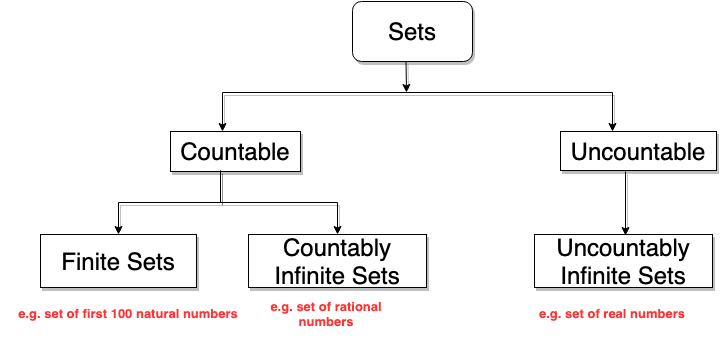 Sets
Countable
Uncountable
Finite Sets
Countably
Infinite Sets
Uncountably
Infinite Sets
e.g. set of first 100 natural numbers
e.g. set of rational
numbers
e.g. set of real numbers